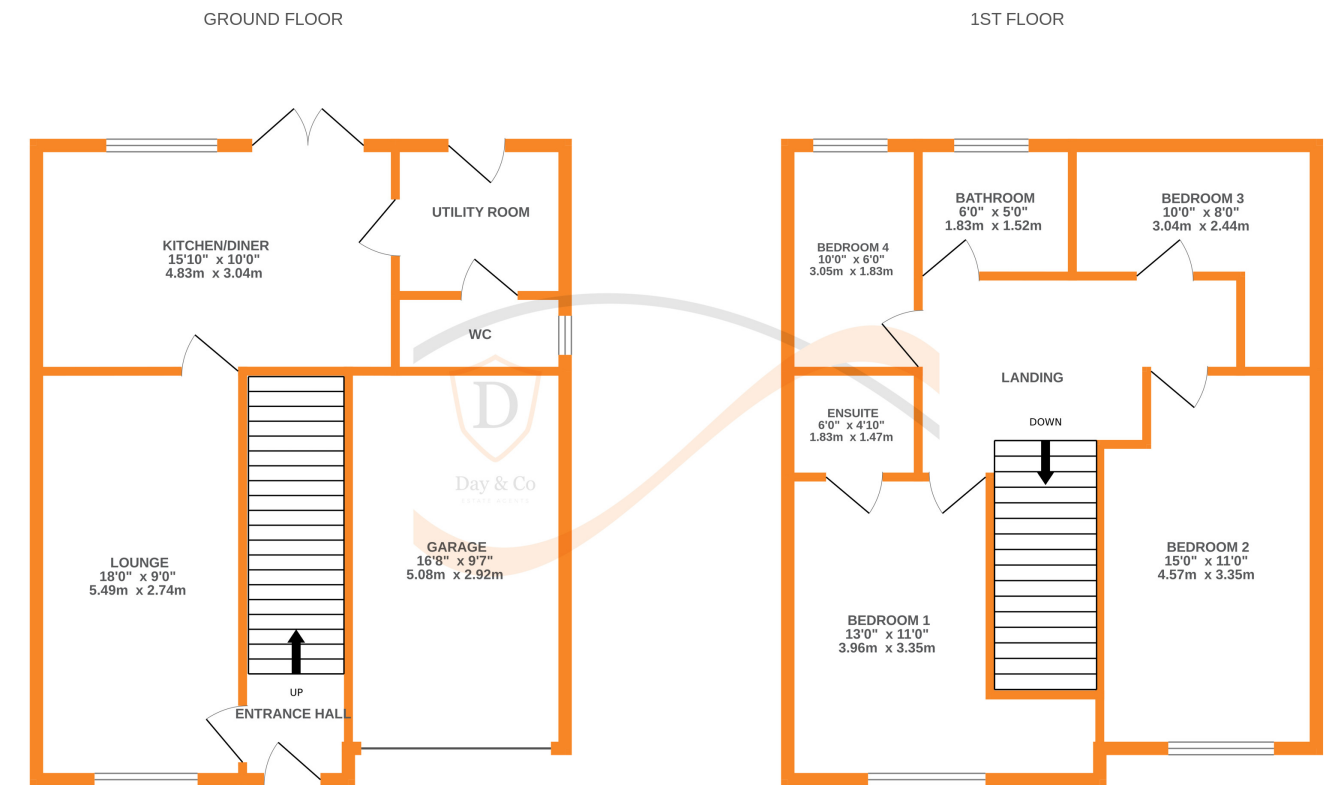 GROUND FLOOR
KITCHEN/DINER
15'10" x 10'0"
4.83m x 3.04m
UTILITY ROOM
WC
LOUNGE
18'0" x 9'0"
5.49m x 2.74m
UP
ENTRANCE HALL
GARAGE
16'8" x 9'7"
5.08m x 2.92m
D
Day & Co
ESTATE AGENTS
1ST FLOOR
BEDROOM 4
10'0" x 6'0"
3.05m x 1.83m
BATHROOM
6'0" x 5'0"
1.83m x 1.52m
BEDROOM 3
10'0" x 8'0"
3.04m x 2.44m
LANDING
DOWN
ENSUITE
6'0" x 4'10"
1.83m x 1.47m
BEDROOM 1
13'0" x 11'0"
3.96m x 3.35m
BEDROOM 2
15'0" x 11'0"
4.57m x 3.35m